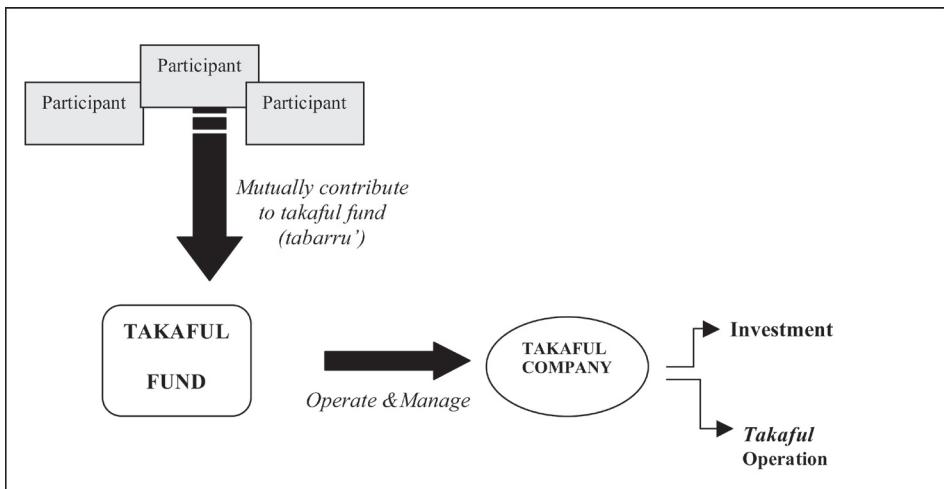 Participant
Participant
Participant
Mutually contribute
to takaful fund
(tabarru’)
TAKAFUL
FUND
Operate &Manage
TAKAFUL
COMPANY
Investment
Takaful
Operation